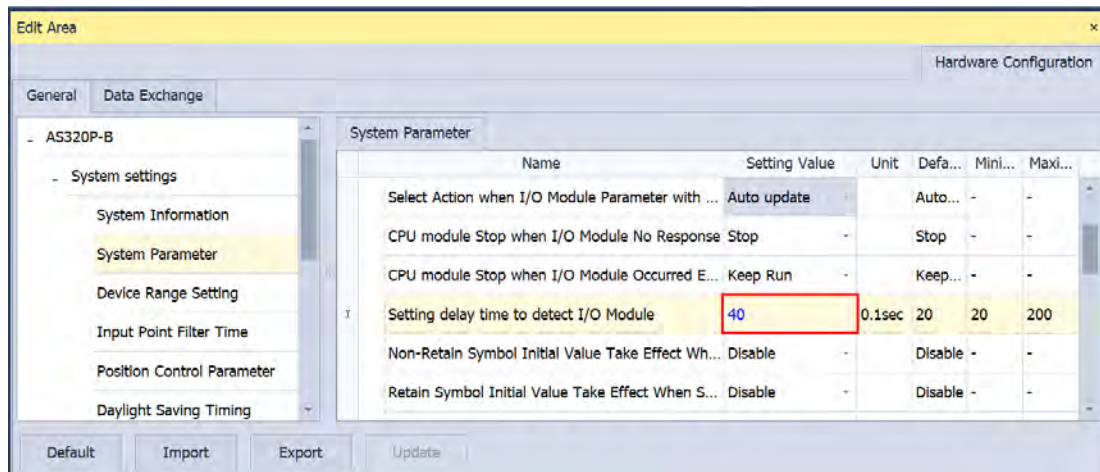 Edit Area ×
Hardware Configuration
General Data Exchange
AS320P-B
System settings
System Information
System Parameter
Device Range Setting
Input Point Filter Time
Position Control Parameter
Daylight Saving Timing
System Parameter
Name Setting Value Unit Defa... Mini... Maxi...
Select Action when I/O Module Parameter with ... Auto update Auto... - -
CPU module Stop when I/O Module No Response Stop Stop - -
CPU module Stop when I/O Module Occurred E... Keep Run Keep... - -
I Setting delay time to detect I/O Module 40 0.1sec 20 20 200
Non-Retain Symbol Initial Value Take Effect Wh... Disable Disable - -
Retain Symbol Initial Value Take Effect When S... Disable Disable - -
Default Import Export Update